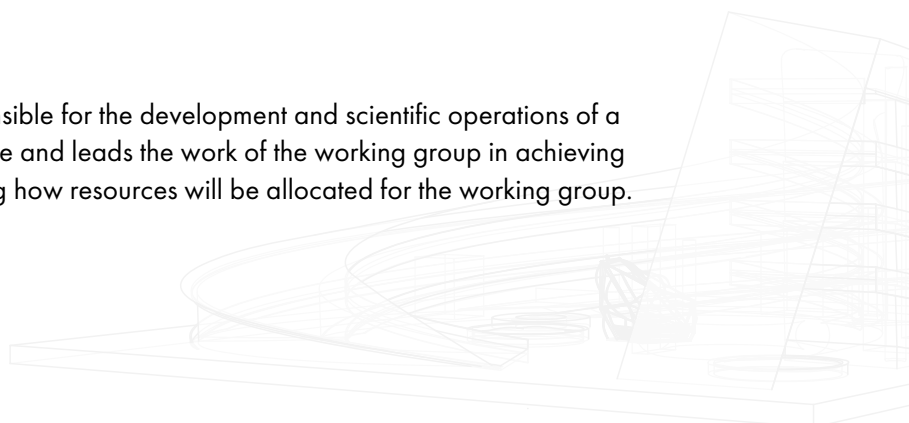 for the development and scientific operations of a
and leads the work of the working group in achieving
how resources will be allocated for the working group.